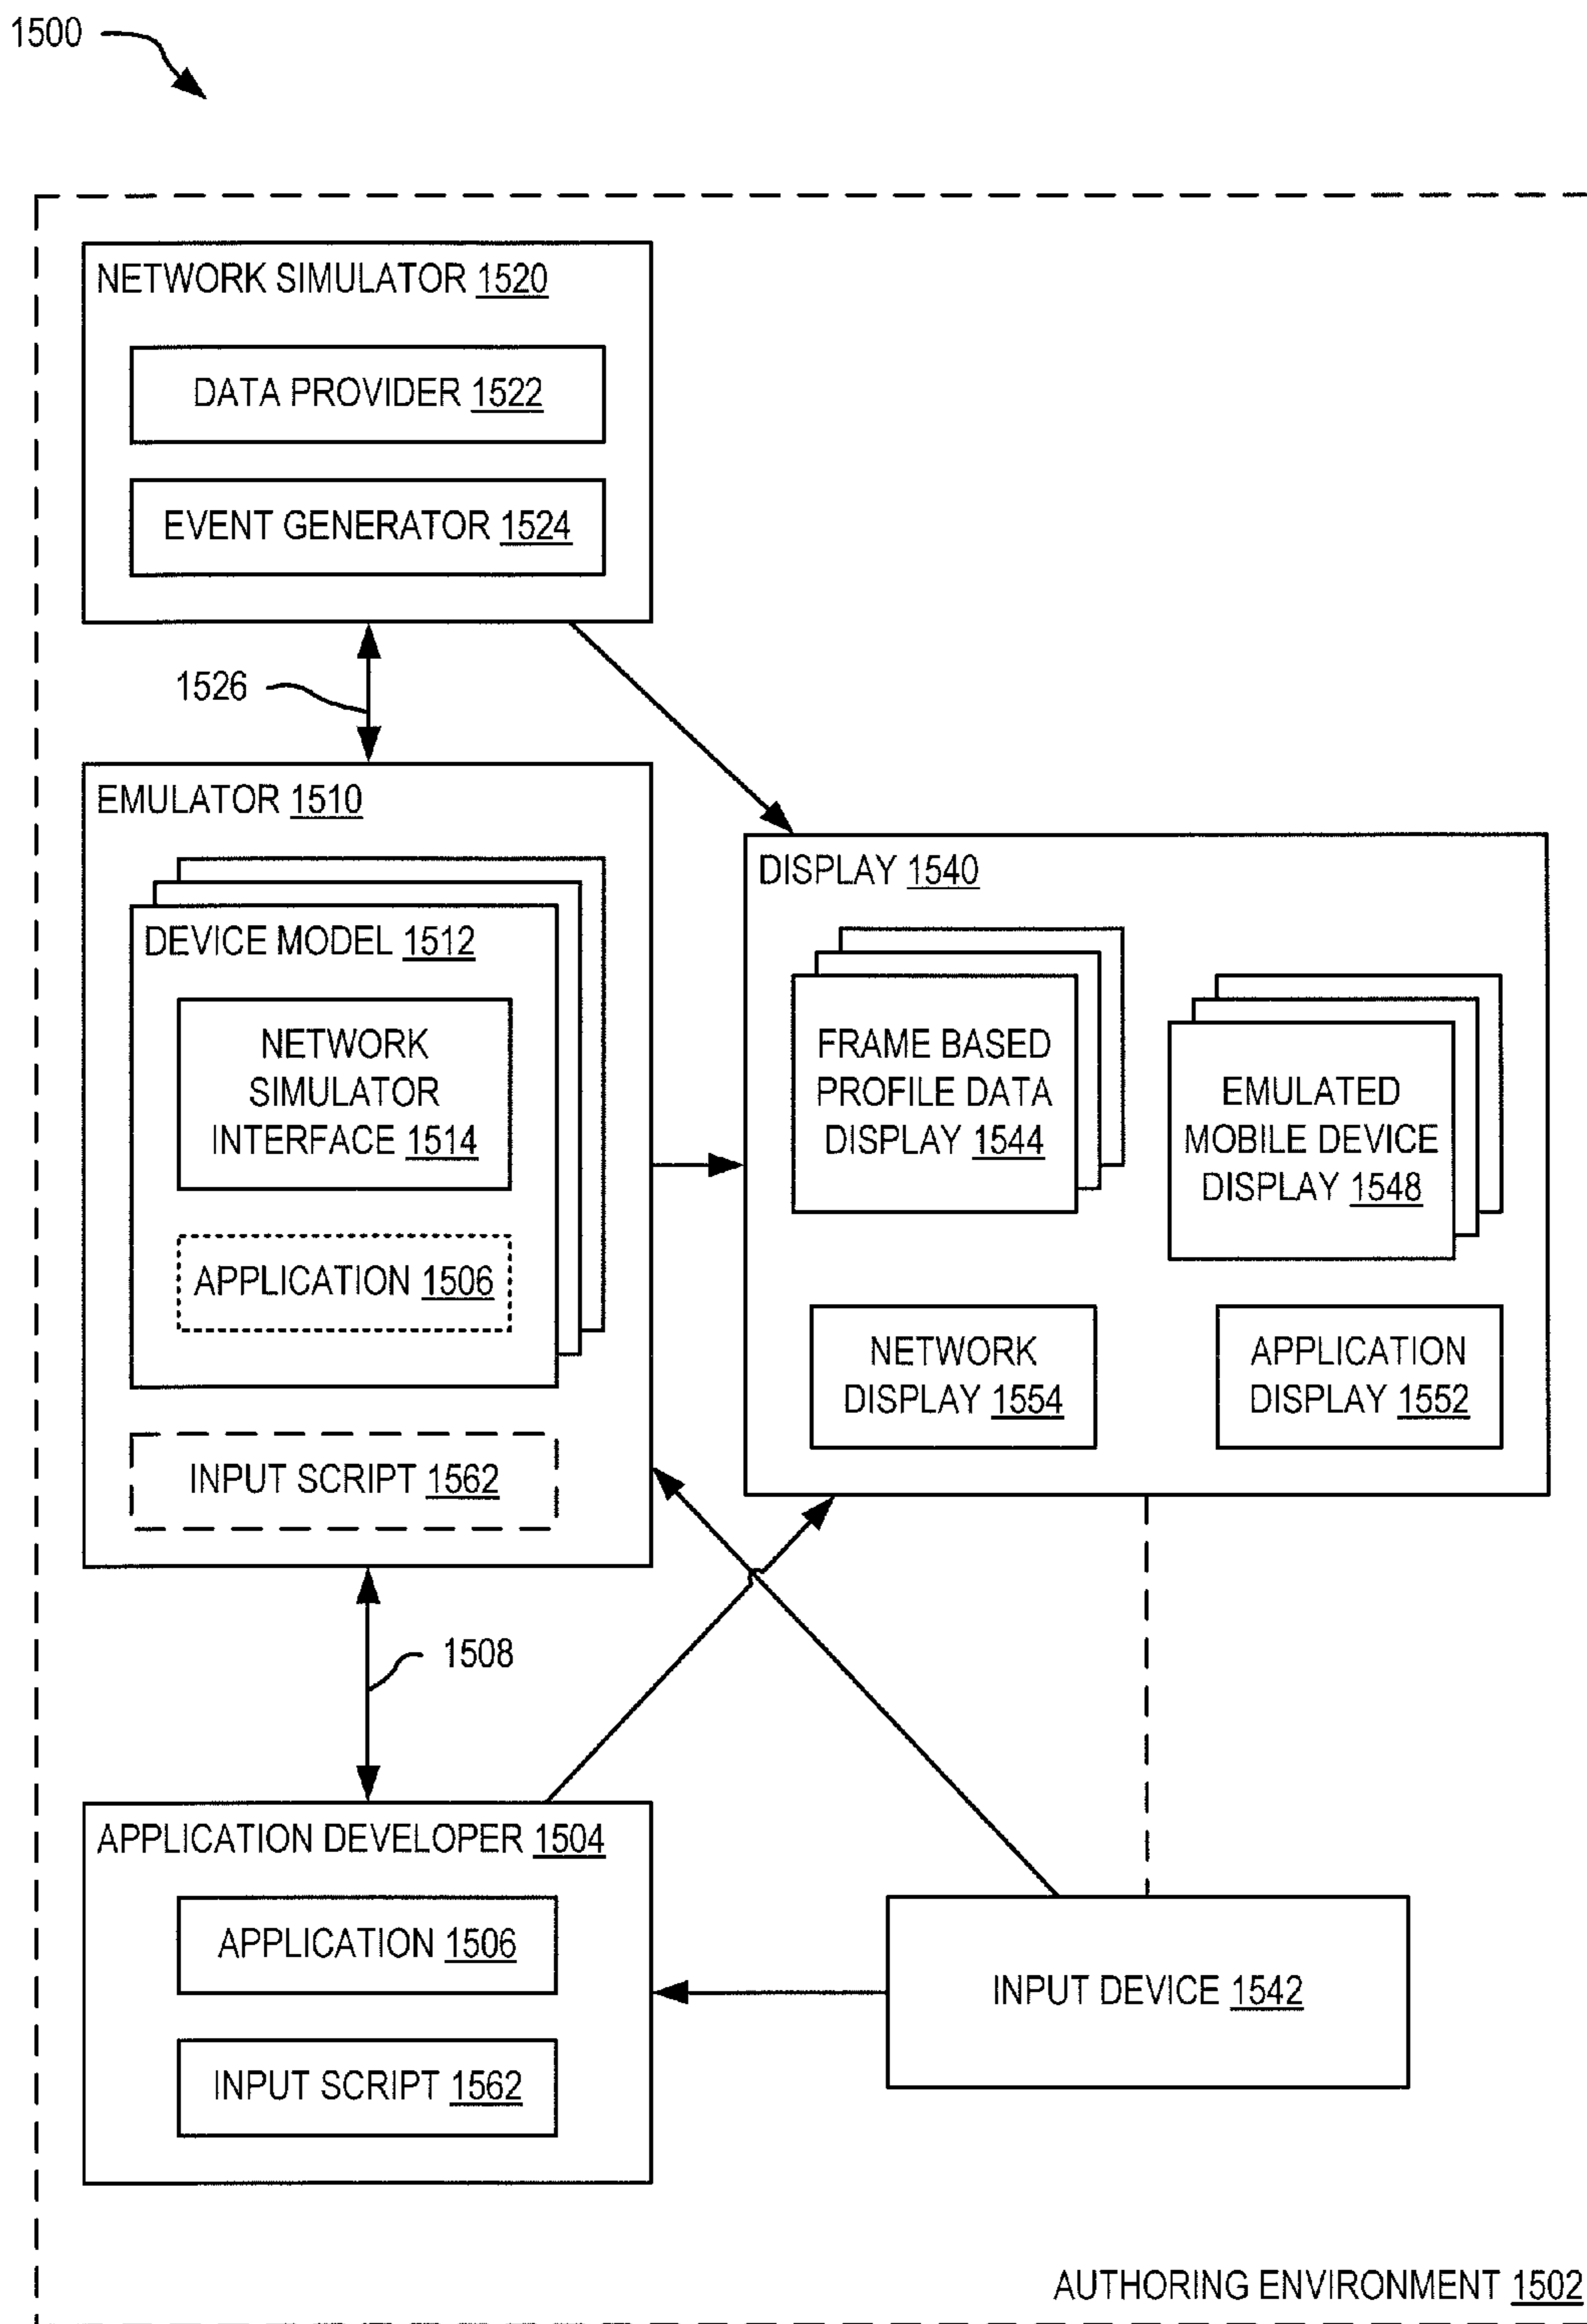 1500
NETWORK SIMULATOR 1520
DATA PROVIDER 1522
EVENT GENERATOR 1524
1526
EMULATOR 1510
DEVICE MODEL 1512
NETWORK
SIMULATOR
INTERFACE 1514
APPLICATION 1506
INPUT SCRIPT 1562
DISPLAY 1540
FRAME BASED
PROFILE DATA
DISPLAY 1544
EMULATED
MOBILE DEVICE
DISPLAY 1548
NETWORK
DISPLAY 1554
APPLICATION
DISPLAY 1552
1508
APPLICATION DEVELOPER 1504
APPLICATION 1506
INPUT SCRIPT 1562
INPUT DEVICE 1542
AUTHORING ENVIRONMENT 1502